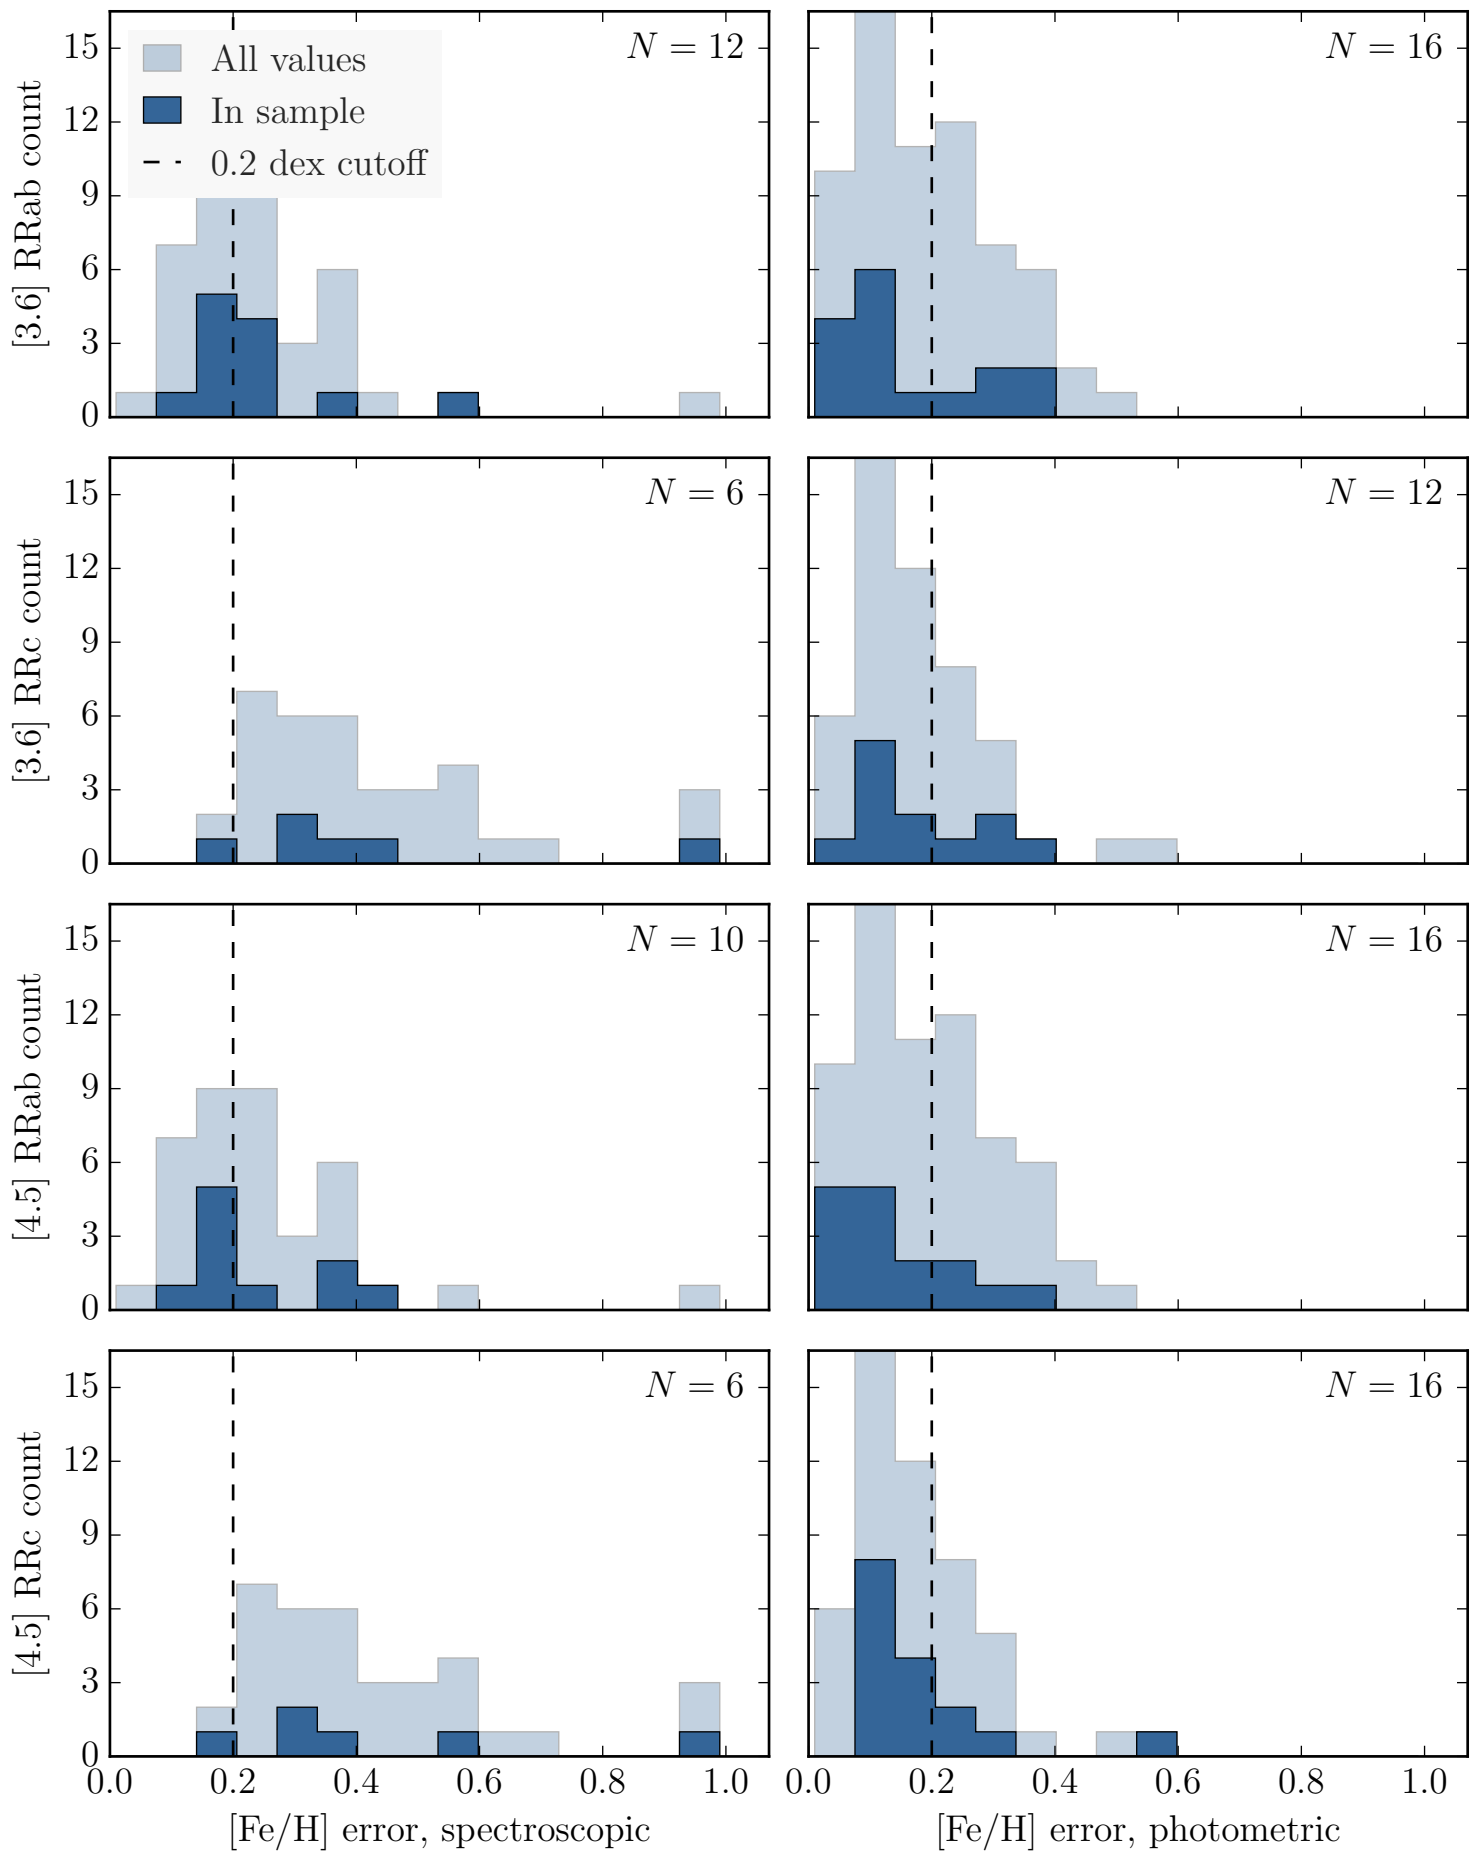 [3.6] RRab count
15
12
9
6
3
0
All values
In sample
0.2 dex cutoff
N = 12
N = 16
[3.6] RRc count
15
12
9
6
3
0
N = 6
N = 12
[4.5] RRab count
15
12
9
6
3
0
N = 10
N = 16
[4.5] RRc count
15
12
9
6
3
0
N = 6
N = 16
0.0 0.2 0.4 0.6 0.8 1.0
0.0 0.2 0.4 0.6 0.8 1.0
[Fe/H] error, spectroscopic
[Fe/H] error, photometric